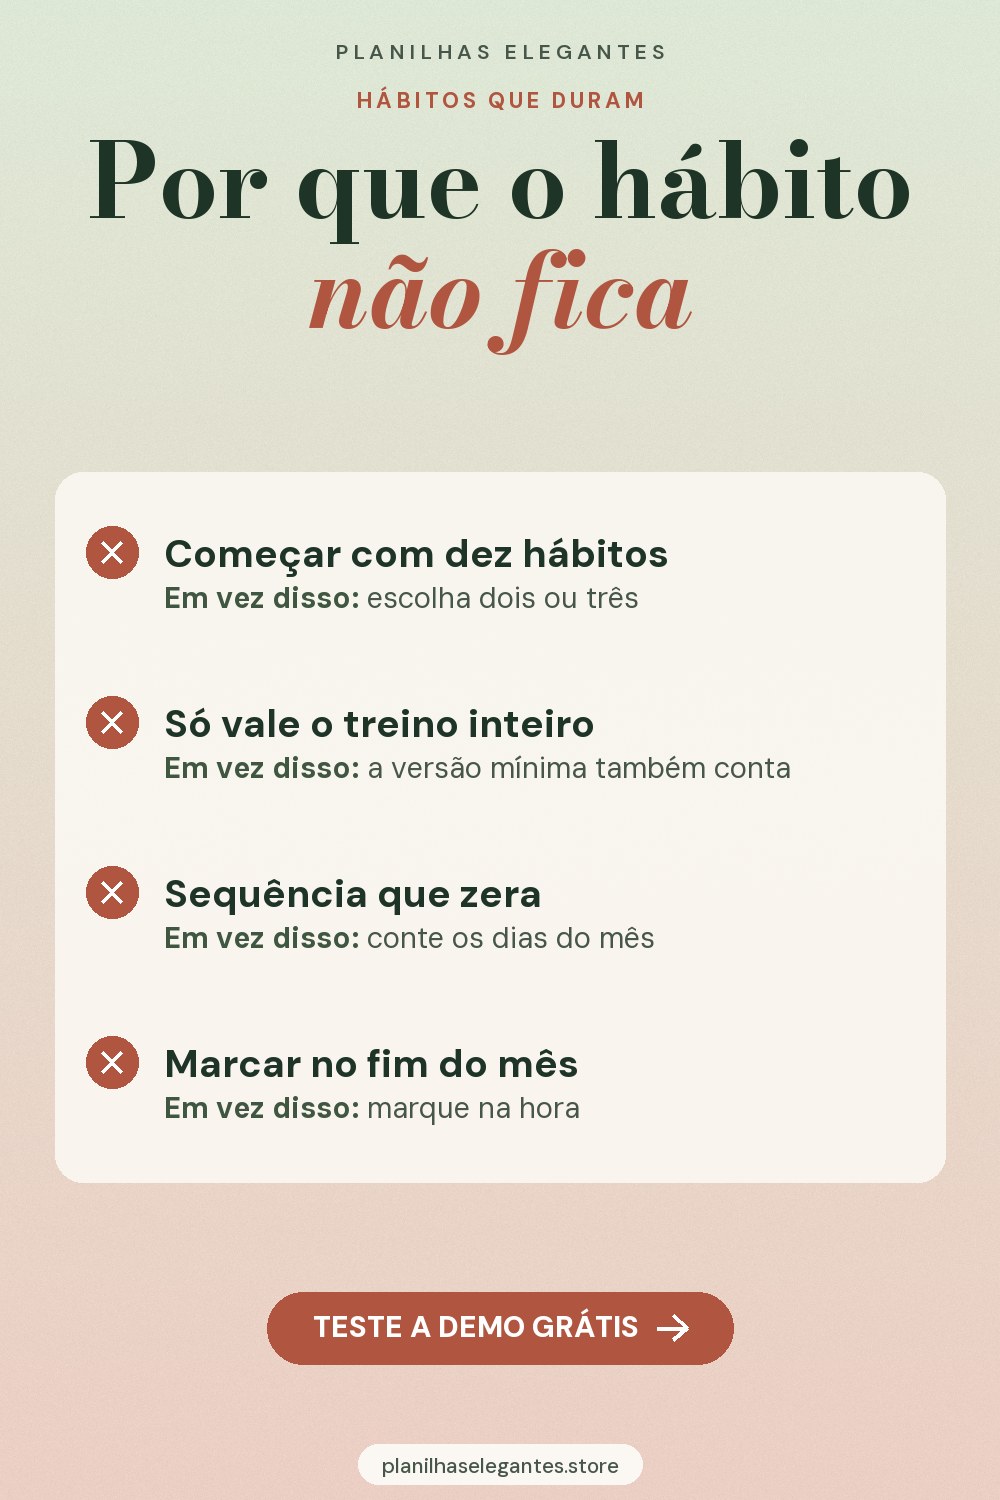 PLANILHAS ELEGANTES
HÁBITOS QUE DURAM
Por que o hábito
não fica
Começar com dez hábitos
Em vez disso: escolha dois ou três
Só vale o treino inteiro
Em vez disso: a versão mínima também conta
Sequência que zera
Em vez disso: conte os dias do mês
Marcar no fim do mês
Em vez disso: marque na hora
TESTE A DEMO GRÁTIS →
planilhaselegantes.store